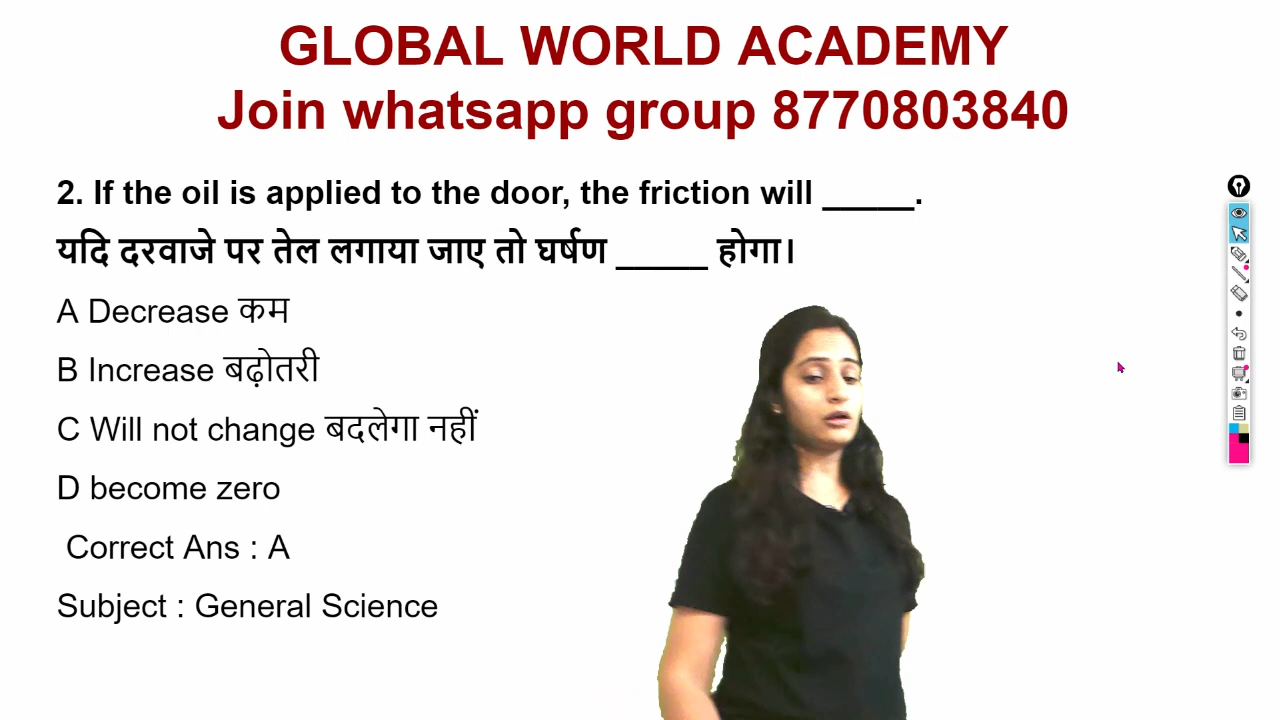 GLOBAL WORLD ACADEMY
Join whatsapp group 8770803840
2. If the oil is applied to the door, the friction will _____.
यदि दरवाजे पर तेल लगाया जाए तो घर्षण _____ होगा।
A Decrease कम
B Increase बढ़ोतरी
C Will not change बदलेगा नहीं
D become zero
Correct Ans : A
Subject : General Science